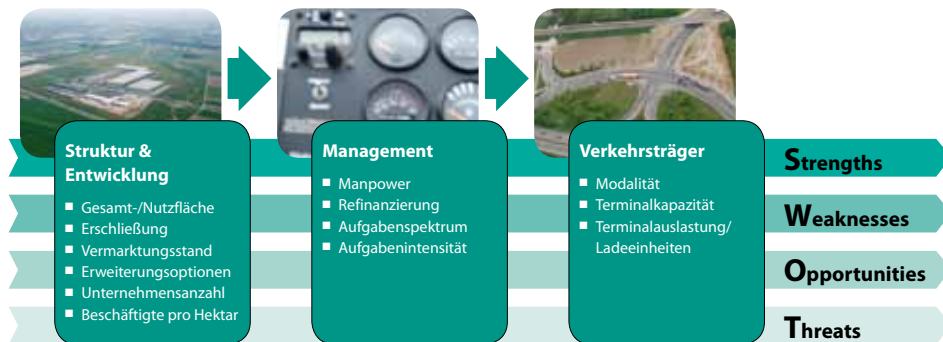 Struktur &
Entwicklung
■ Gesamt-/Nutzfläche
■ Erschließung
■ Vermarktungsstand
■ Erweiterungsoptionen
■ Unternehmensanzahl
■ Beschäftigte pro Hektar
Management
■ Manpower
■ Refinanzierung
■ Aufgabenspektrum
■ Aufgabenintensität
Verkehrsträger
■ Modalität
■ Terminalkapazität
■ Terminalauslastung/
Ladeeinheiten
Strengths
Weaknesses
Opportunities
Threats